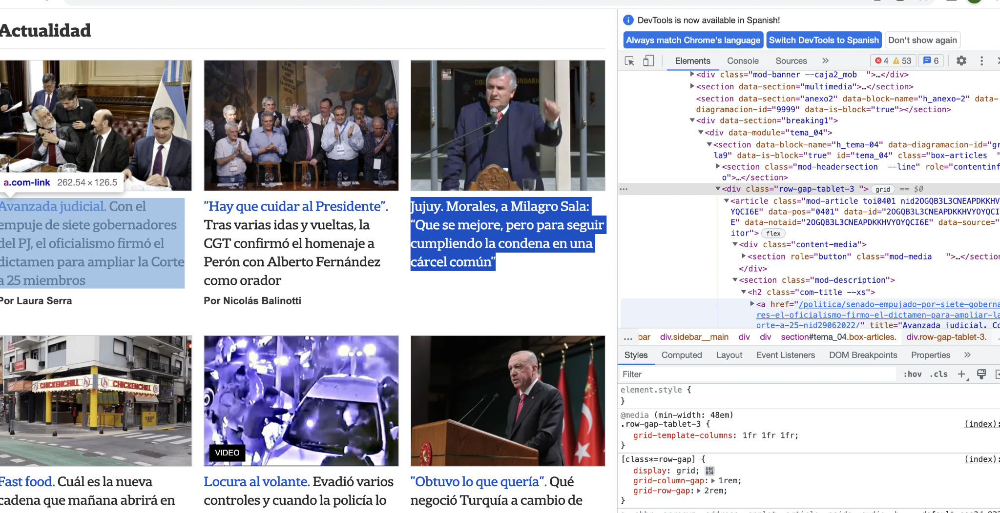 Actualidad
a.com-link 262.54 × 126.5
Avanzada judicial. Con el
empuje de siete gobernadores
del PJ, el oficialismo firmó el
dictamen para ampliar la Corte
a 25 miembros
Por Laura Serra
"Hay que cuidar al Presidente".
Tras varias idas y vueltas, la
CGT confirmó el homenaje a
Perón con Alberto Fernández
como orador
Por Nicolás Balinotti
Jujuy. Morales, a Milagro Sala:
“Que se mejore, pero para seguir
cumpliendo la condena en una
cárcel común”
CHICKENCHILL
CHICKENCHILL
VIDEO
Fast food. Cuál es la nueva
cadena que mañana abrirá en
Locura al volante. Evadió varios
controles y cuando la policía lo
"Obtuvo lo que quería". Qué
negoció Turquía a cambio de
DevTools is now available in Spanish!
Always match Chrome's language Switch DevTools to Spanish Don't show again
Elements Console Sources » 4 53 6
<div class="mod-banner --caja2_mob ">…</div>
<section data-section="multimedia">…</section>
<section data-section="anexo2" data-block-name="h_anexo-2" data-
diagramacion-id="9999" data-is-block="true"></section>
<div data-section="breaking1">
<div data-module="tema_04">
<section data-block-name="h_tema-04" data-diagramacion-id="gr
la9" data-is-block="true" id="tema_04" class="box-articles "
<section class="mod-headersection --line" role="contentinf
o">…</section>
<div class="row-gap-tablet-3 "> grid == $0
<article class="mod-article toi0401 nid2OGQB3L3CNEAPDKKHV
YQCI6E" data-pos="0401" data-id="2OGQB3L3CNEAPDKKHVYOYQCI
E" data-notaid="2OGQB3L3CNEAPDKKHVYOYQCI6E" data-source="
itor"> flex
<div class="content-media">
<section role="button" class="mod-media ">…</section
</div>
<section class="mod-description">
<h2 class="com-title --xs">
<a href="/politica/senado-empujado-por-siete-goberna
res-el-oficialismo-firmo-el-dictamen-para-ampliar-la
orte-a-25-nid29062022/" title="Avanzada judicial. Co
… bar div.sidebar__main div div section#tema_04.box-articles. div.row-gap-tablet-3.
Styles Computed Layout Event Listeners DOM Breakpoints Properties »
Filter :hov .cls +
element.style {
}
@media (min-width: 48em)
.row-gap-tablet-3 { (index):
grid-template-columns: 1fr 1fr 1fr;
}
[class*=row-gap] { (index):
display: grid;
grid-column-gap: 1rem;
grid-row-gap: 2rem;
}